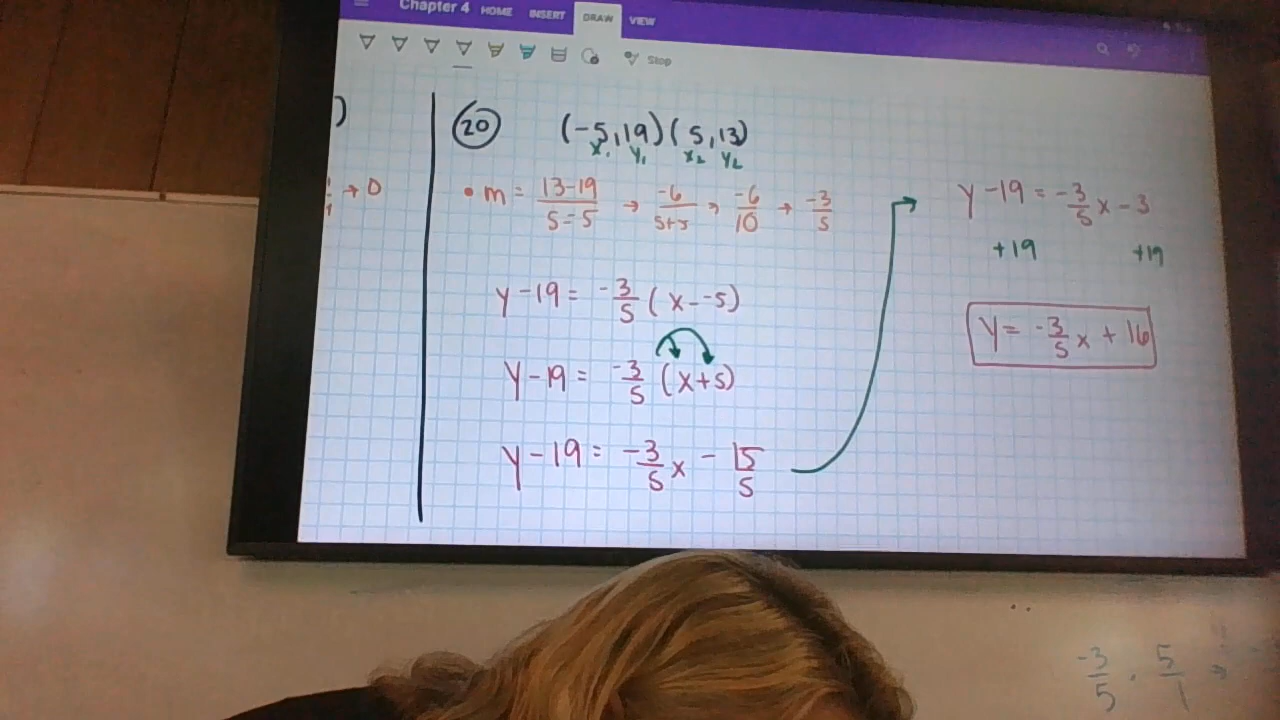 Chapter 4 HOME INSERT DRAW VIEW
Stop
)
→ 0
20 (-5,19)(5,13)
x₁ y₁ x₂ y₂
• m = 13-19/5--5 → -6/5+5 → -6/10 → -3/5
y-19 = -3/5 (x--5)
y-19 = -3/5 (x+5)
y-19 = -3/5 x - 15/5
y-19 = -3/5 x - 3
+19 +19
y = -3/5 x + 16
-3/5 · 5/1 →